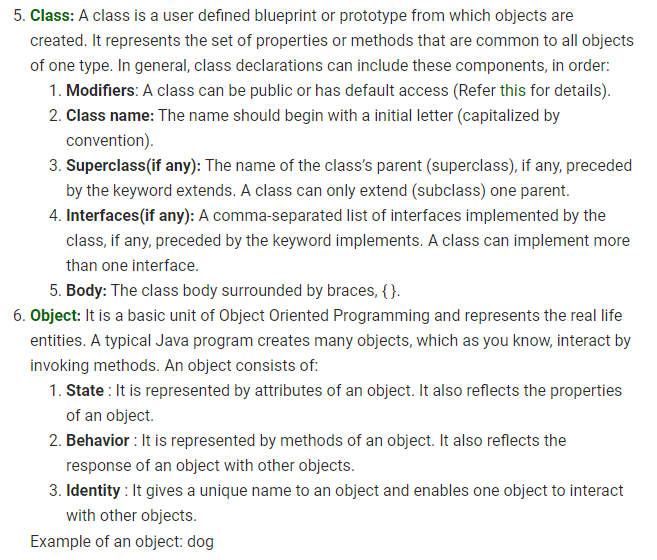 5. Class: A class is a user defined blueprint or prototype from which objects are
created. It represents the set of properties or methods that are common to all objects
of one type. In general, class declarations can include these components, in order:
1. Modifiers: A class can be public or has default access (Refer this for details).
2. Class name: The name should begin with a initial letter (capitalized by
convention).
3. Superclass(if any): The name of the class’s parent (superclass), if any, preceded
by the keyword extends. A class can only extend (subclass) one parent.
4. Interfaces(if any): A comma-separated list of interfaces implemented by the
class, if any, preceded by the keyword implements. A class can implement more
than one interface.
5. Body: The class body surrounded by braces, { }.
6. Object: It is a basic unit of Object Oriented Programming and represents the real life
entities. A typical Java program creates many objects, which as you know, interact by
invoking methods. An object consists of:
1. State : It is represented by attributes of an object. It also reflects the properties
of an object.
2. Behavior : It is represented by methods of an object. It also reflects the
response of an object with other objects.
3. Identity : It gives a unique name to an object and enables one object to interact
with other objects.
Example of an object: dog